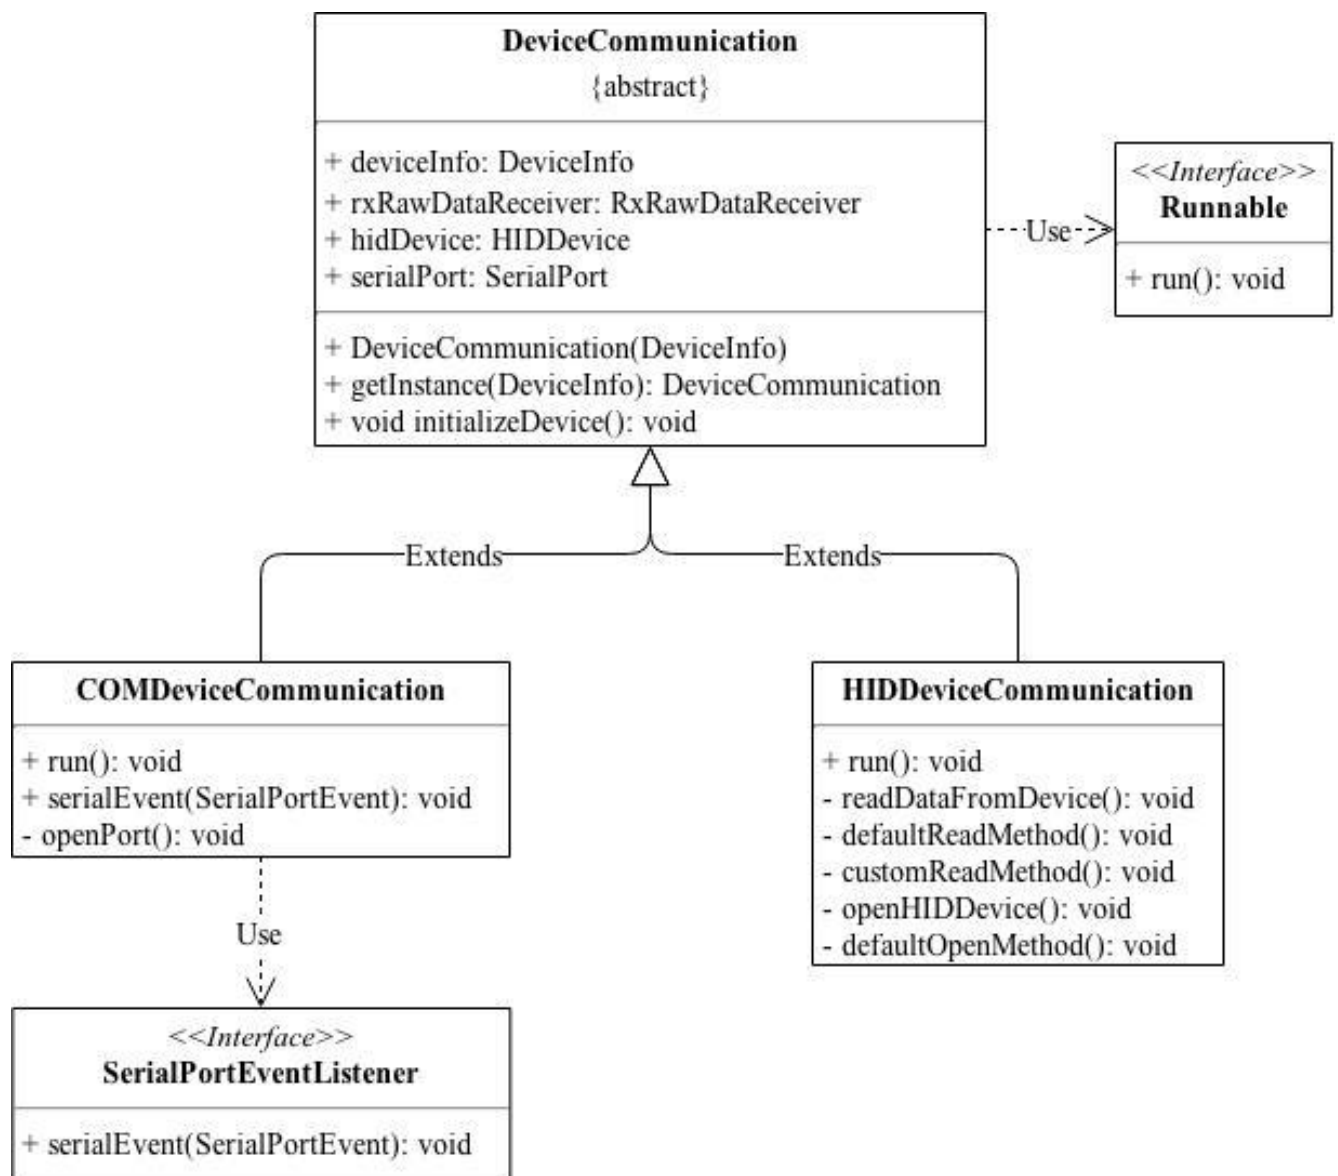 DeviceCommunication
{abstract}
+ deviceInfo: DeviceInfo
+ rxRawDataReceiver: RxRawDataReceiver
+ hidDevice: HIDDevice
+ serialPort: SerialPort
+ DeviceCommunication(DeviceInfo)
+ getInstance(DeviceInfo): DeviceCommunication
+ void initializeDevice(): void
Use
<<Interface>>
Runnable
+ run(): void
Extends
Extends
COMDeviceCommunication
+ run(): void
+ serialEvent(SerialPortEvent): void
- openPort(): void
HIDDeviceCommunication
+ run(): void
- readDataFromDevice(): void
- defaultReadMethod(): void
- customReadMethod(): void
- openHIDDevice(): void
- defaultOpenMethod(): void
Use
<<Interface>>
SerialPortEventListener
+ serialEvent(SerialPortEvent): void